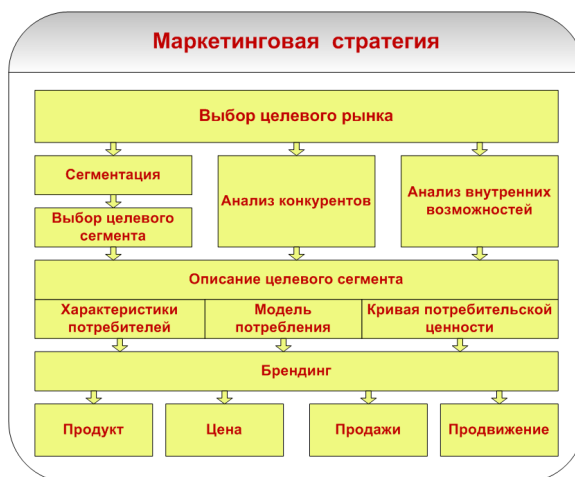 Маркетинговая стратегия
Выбор целевого рынка
Сегментация
Выбор целевого
сегмента
Анализ конкурентов
Анализ внутренних
возможностей
Описание целевого сегмента
Характеристики
потребителей
Модель
потребления
Кривая потребительской
ценности
Брендинг
Продукт
Цена
Продажи
Продвижение